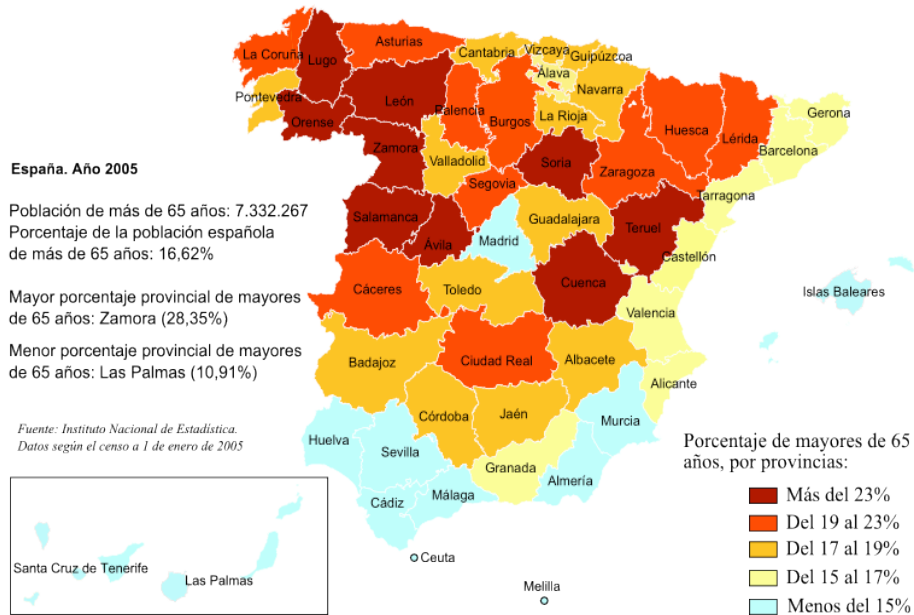 La Coruña
Lugo
Asturias
Cantabria
Vizcaya
Guipúzcoa
Álava
Navarra
Pontevedra
Orense
León
Palencia
Burgos
La Rioja
Huesca
Lérida
Gerona
Barcelona
Zamora
Valladolid
Soria
Zaragoza
Segovia
Tarragona
Salamanca
Ávila
Madrid
Guadalajara
Teruel
Castellón
Cáceres
Toledo
Cuenca
Valencia
Islas Baleares
Badajoz
Ciudad Real
Albacete
Alicante
Córdoba
Jaén
Murcia
Huelva
Sevilla
Granada
Almería
Cádiz
Málaga
Ceuta
Melilla
España. Año 2005
Población de más de 65 años: 7.332.267
Porcentaje de la población española
de más de 65 años: 16,62%
Mayor porcentaje provincial de mayores
de 65 años: Zamora (28,35%)
Menor porcentaje provincial de mayores
de 65 años: Las Palmas (10,91%)
Fuente: Instituto Nacional de Estadística.
Datos según el censo a 1 de enero de 2005
Santa Cruz de Tenerife
Las Palmas
Porcentaje de mayores de 65
años, por provincias:
Más del 23%
Del 19 al 23%
Del 17 al 19%
Del 15 al 17%
Menos del 15%